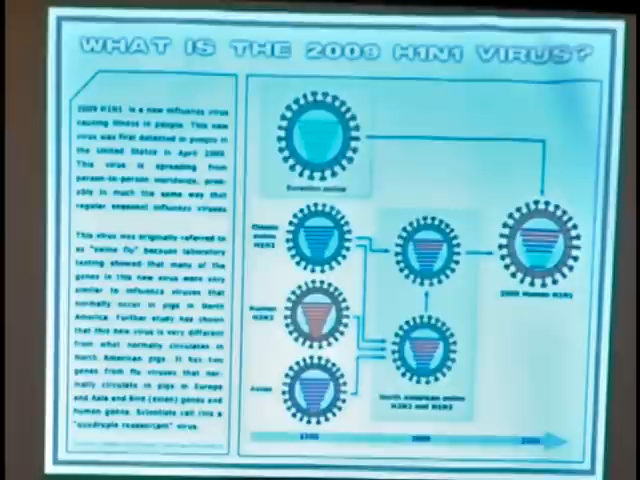 WHAT IS THE 2009 H1N1 VIRUS?
2009 H1N1 is a new influenza virus
causing illness in people. This new
virus was first detected in people in
the United States in April 2009.
This virus is spreading from
person-to-person worldwide, prob-
ably in much the same way that
regular seasonal influenza viruses
This virus was originally referred to
as "swine flu" because laboratory
testing showed that many of the
genes in this new virus were very
similar to influenza viruses that
normally occur in pigs in North
America. Further study has shown
that this new virus is very different
from what normally circulates in
North American pigs. It has two
genes from flu viruses that nor-
mally circulate in pigs in Europe
and Asia and bird (avian) genes and
human genes. Scientists call this a
"quadruple reassortant" virus.
Eurasian swine
Classic
swine
H1N1
Human
H3N2
Avian
North American swine
H3N2 and H1N2
2009 Human H1N1